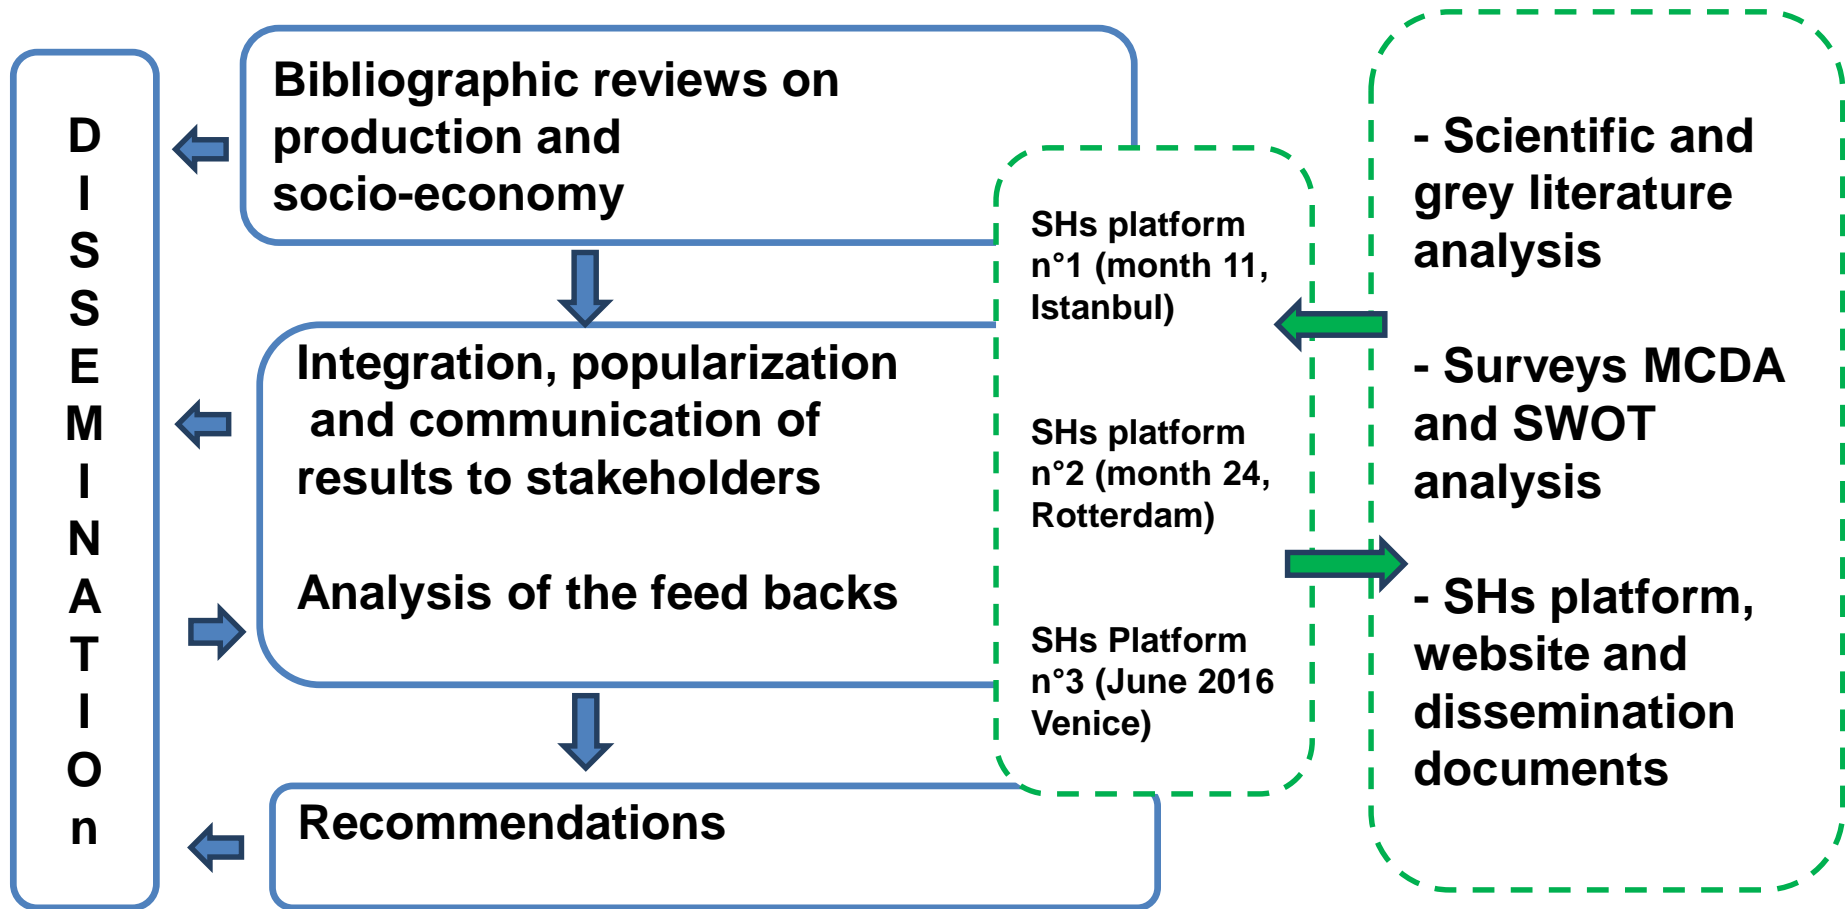 D
I
S
S
E
M
I
N
A
T
I
O
n
Bibliographic reviews on
production and
socio-economy
Integration, popularization
and communication of
results to stakeholders
Analysis of the feed backs
Recommendations
SHs platform
n°1 (month 11,
Istanbul)
SHs platform
n°2 (month 24,
Rotterdam)
SHs Platform
n°3 (June 2016
Venice)
- Scientific and
grey literature
analysis
- Surveys MCDA
and SWOT
analysis
- SHs platform,
website and
dissemination
documents